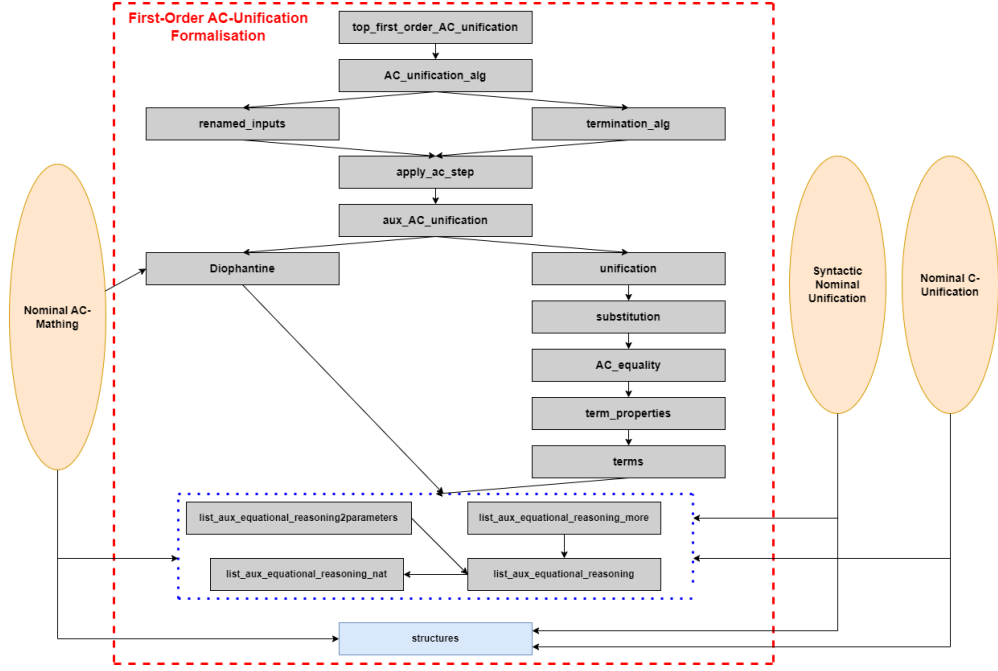 First-Order AC-Unification
Formalisation
top_first_order_AC_unification
AC_unification_alg
renamed_inputs
termination_alg
apply_ac_step
aux_AC_unification
Diophantine
unification
Nominal AC-
Mathing
Syntactic
Nominal
Unification
Nominal C-
Unification
substitution
AC_equality
term_properties
terms
list_aux_equational_reasoning2parameters
list_aux_equational_reasoning_more
list_aux_equational_reasoning_nat
list_aux_equational_reasoning
structures